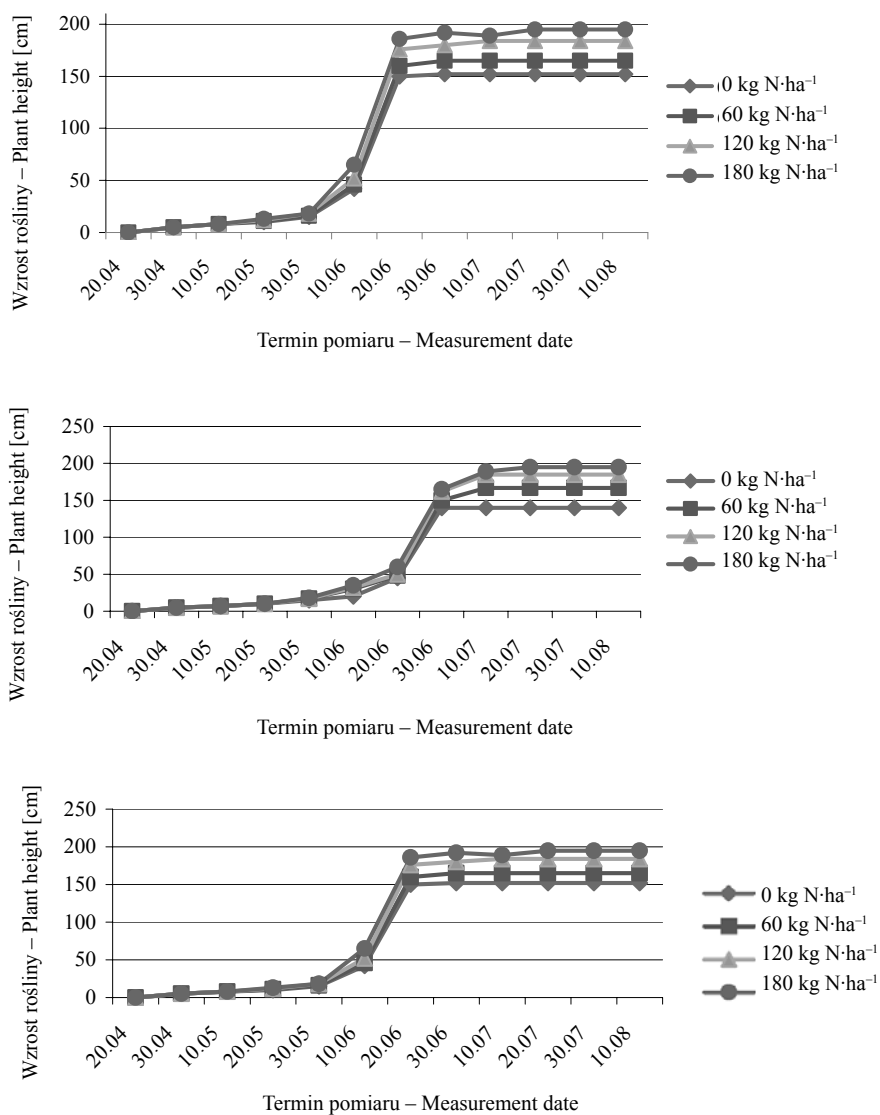 Wzrost rośliny – Plant height [cm]
200
150
100
50
0
20.04
30.04
10.05
20.05
30.05
10.06
20.06
30.06
10.07
20.07
30.07
10.08
Termin pomiaru – Measurement date
(0 kg N·ha⁻¹
(60 kg N·ha⁻¹
120 kg N·ha⁻¹
180 kg N·ha⁻¹
Wzrost rośliny – Plant height [cm]
250
200
150
100
50
0
20.04
30.04
10.05
20.05
30.05
10.06
20.06
30.06
10.07
20.07
30.07
10.08
Termin pomiaru – Measurement date
0 kg N·ha⁻¹
60 kg N·ha⁻¹
120 kg N·ha⁻¹
180 kg N·ha⁻¹
Wzrost rośliny – Plant height [cm]
250
200
150
100
50
0
20.04
30.04
10.05
20.05
30.05
10.06
20.06
30.06
10.07
20.07
30.07
10.08
Termin pomiaru – Measurement date
0 kg N·ha⁻¹
60 kg N·ha⁻¹
120 kg N·ha⁻¹
180 kg N·ha⁻¹